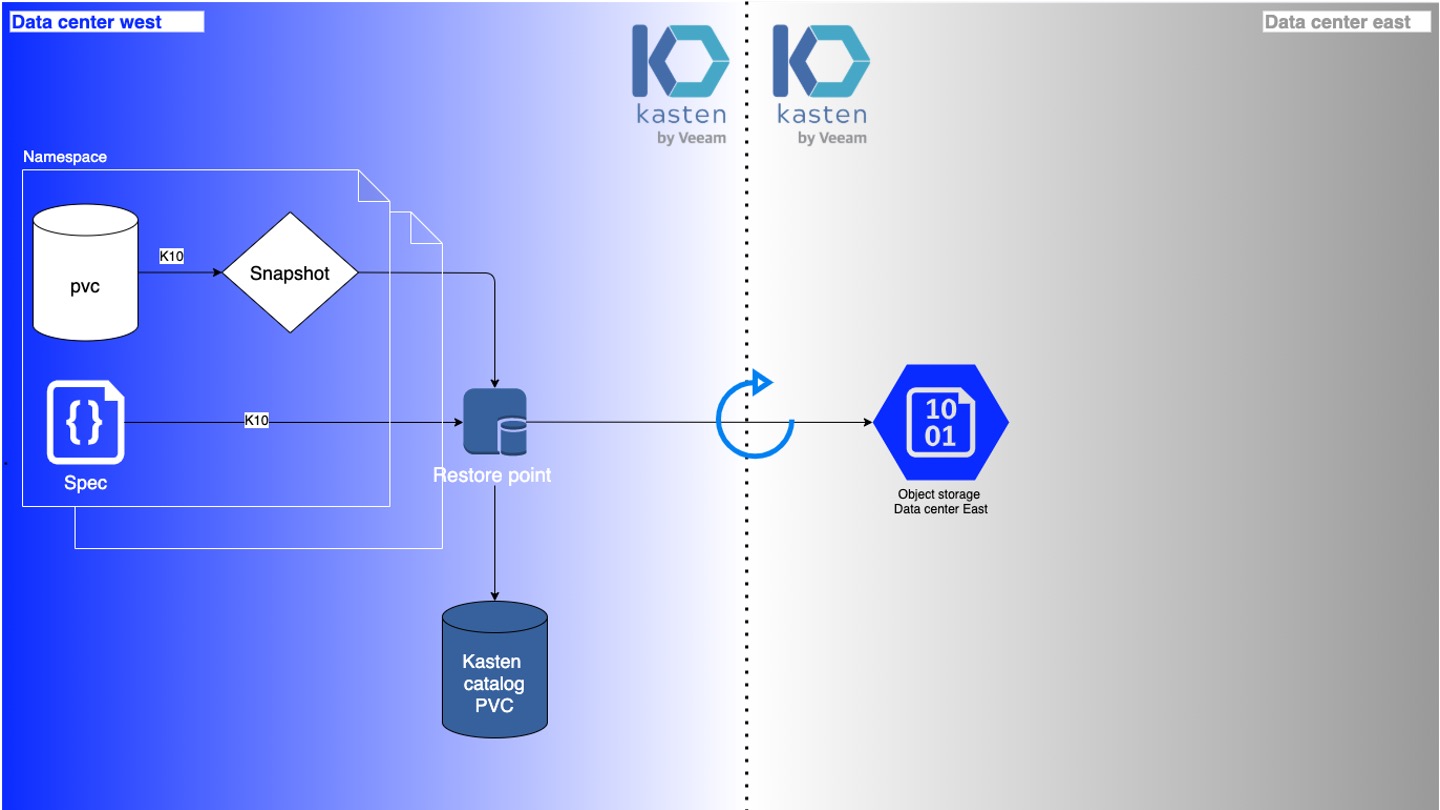 Data center west
Data center east
kasten
by Veeam
kasten
by Veeam
Namespace
pvc
K10
Snapshot
{}
Spec
K10
Restore point
10
01
Object storage
Data center East
Kasten
catalog
PVC